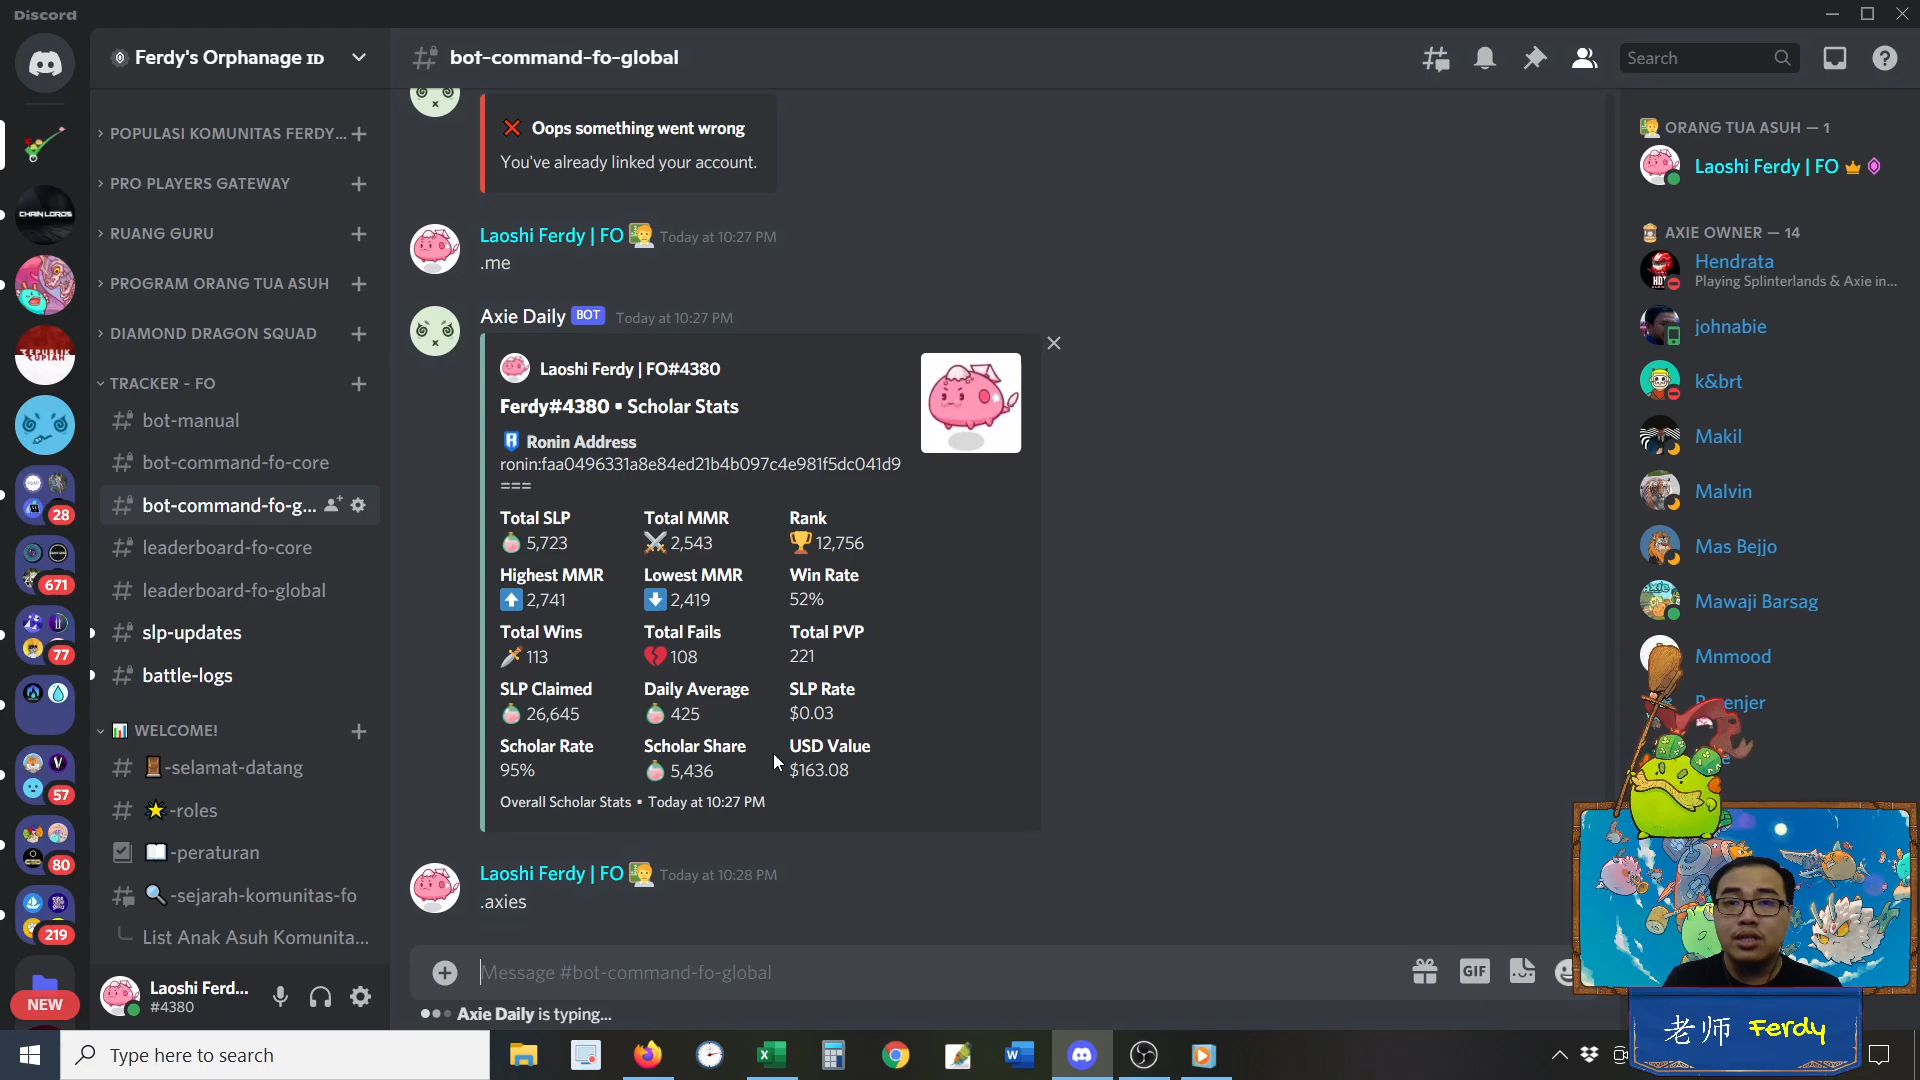 Discord
Ferdy's Orphanage ID
bot-command-fo-global
Search
POPULASI KOMUNITAS FERDY...
PRO PLAYERS GATEWAY
RUANG GURU
PROGRAM ORANG TUA ASUH
DIAMOND DRAGON SQUAD
TRACKER - FO
bot-manual
bot-command-fo-core
bot-command-fo-g...
leaderboard-fo-core
leaderboard-fo-global
slp-updates
battle-logs
WELCOME!
-selamat-datang
-roles
-peraturan
-sejarah-komunitas-fo
List Anak Asuh Komunita...
Laoshi Ferd...
#4380
CHAIN LORDS
28
671
77
57
80
219
NEW
Oops something went wrong
You've already linked your account.
Laoshi Ferdy | FO Today at 10:27 PM
.me
Axie Daily BOT Today at 10:27 PM
Laoshi Ferdy | FO#4380
Ferdy#4380 • Scholar Stats
Ronin Address
ronin:faa0496331a8e84ed21b4b097c4e981f5dc041d9
===
Total SLP Total MMR Rank
5,723 2,543 12,756
Highest MMR Lowest MMR Win Rate
2,741 2,419 52%
Total Wins Total Fails Total PVP
113 108 221
SLP Claimed Daily Average SLP Rate
26,645 425 $0.03
Scholar Rate Scholar Share USD Value
95% 5,436 $163.08
Overall Scholar Stats • Today at 10:27 PM
Laoshi Ferdy | FO Today at 10:28 PM
.axies
Message #bot-command-fo-global
GIF
Axie Daily is typing...
ORANG TUA ASUH — 1
Laoshi Ferdy | FO
AXIE OWNER — 14
Hendrata
Playing Splinterlands & Axie in...
johnabie
k&brt
Makil
Malvin
Mas Bejjo
Mawaji Barsag
Mnmood
老师 Ferdy
Type here to search